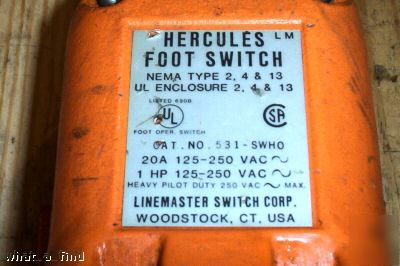 HERCULES LM
FOOT SWITCH
NEMA TYPE 2, 4 & 13
UL ENCLOSURE 2, 4 & 13
LISTED 690B
UL
SA
FOOT OPER. SWITCH
CAT. NO. 531-SWHO
20A 125-250 VAC ~
1 HP 125-250 VAC ~
HEAVY PILOT DUTY 250 VAC ~ MAX.
LINEMASTER SWITCH CORP.
WOODSTOCK, CT, USA
what a find